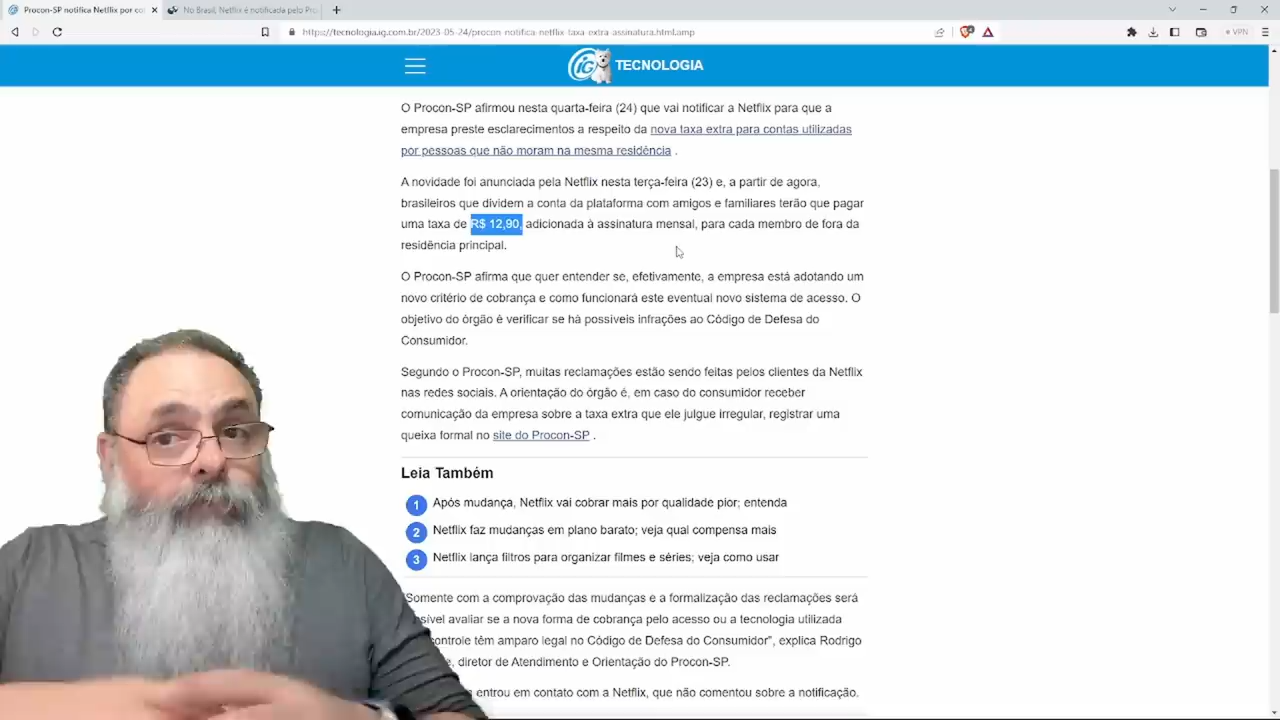 Procon-SP notifica Netflix por co
No Brasil, Netflix é notificada pelo Pro
https://tecnologia.ig.com.br/2023-05-24/procon-notifica-netflix-taxa-extra-assinatura.html.amp
VPN
iG TECNOLOGIA
O Procon-SP afirmou nesta quarta-feira (24) que vai notificar a Netflix para que a
empresa preste esclarecimentos a respeito da nova taxa extra para contas utilizadas
por pessoas que não moram na mesma residência .
A novidade foi anunciada pela Netflix nesta terça-feira (23) e, a partir de agora,
brasileiros que dividem a conta da plataforma com amigos e familiares terão que pagar
uma taxa de R$ 12,90, adicionada à assinatura mensal, para cada membro de fora da
residência principal.
O Procon-SP afirma que quer entender se, efetivamente, a empresa está adotando um
novo critério de cobrança e como funcionará este eventual novo sistema de acesso. O
objetivo do órgão é verificar se há possíveis infrações ao Código de Defesa do
Consumidor.
Segundo o Procon-SP, muitas reclamações estão sendo feitas pelos clientes da Netflix
nas redes sociais. A orientação do órgão é, em caso do consumidor receber
comunicação da empresa sobre a taxa extra que ele julgue irregular, registrar uma
queixa formal no site do Procon-SP .
Leia Também
1 Após mudança, Netflix vai cobrar mais por qualidade pior; entenda
2 Netflix faz mudanças em plano barato; veja qual compensa mais
3 Netflix lança filtros para organizar filmes e séries; veja como usar
"Somente com a comprovação das mudanças e a formalização das reclamações será
sível avaliar se a nova forma de cobrança pelo acesso ou a tecnologia utilizada
controle têm amparo legal no Código de Defesa do Consumidor", explica Rodrigo
e, diretor de Atendimento e Orientação do Procon-SP.
entrou em contato com a Netflix, que não comentou sobre a notificação.